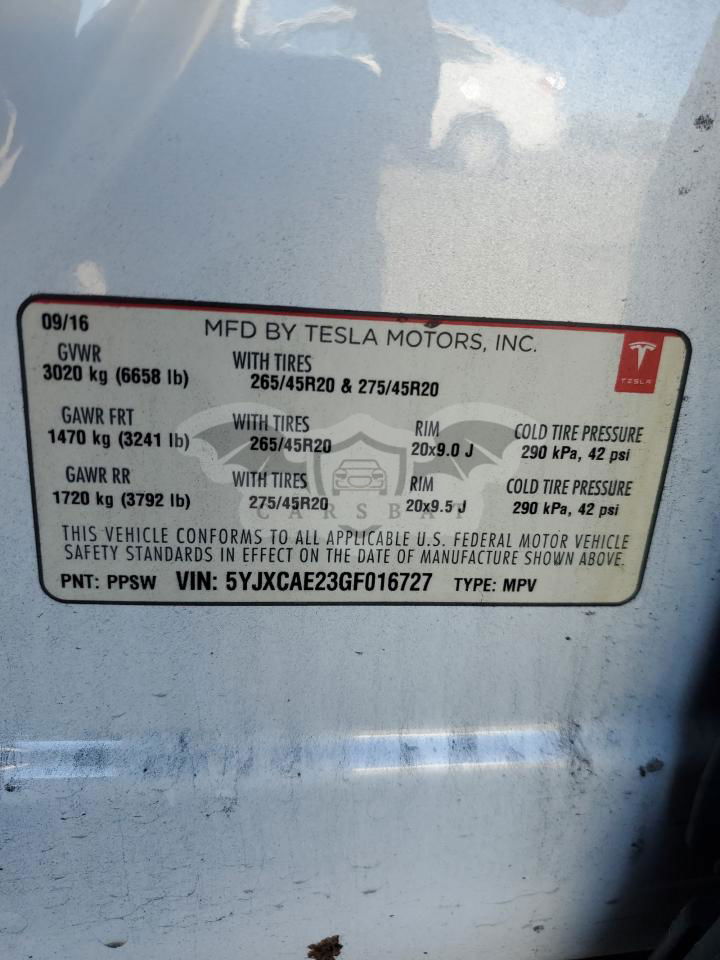 09/16
MFD BY TESLA MOTORS, INC.
TESLA
GVWR
3020 kg (6658 lb)
WITH TIRES
265/45R20 & 275/45R20
GAWR FRT
1470 kg (3241 lb)
WITH TIRES
265/45R20
RIM
20x9.0 J
COLD TIRE PRESSURE
290 kPa, 42 psi
GAWR RR
1720 kg (3792 lb)
WITH TIRES
275/45R20
RIM
20x9.5 J
COLD TIRE PRESSURE
290 kPa, 42 psi
CARSBAT
THIS VEHICLE CONFORMS TO ALL APPLICABLE U.S. FEDERAL MOTOR VEHICLE
SAFETY STANDARDS IN EFFECT ON THE DATE OF MANUFACTURE SHOWN ABOVE.
PNT: PPSW VIN: 5YJXCAE23GF016727 TYPE: MPV